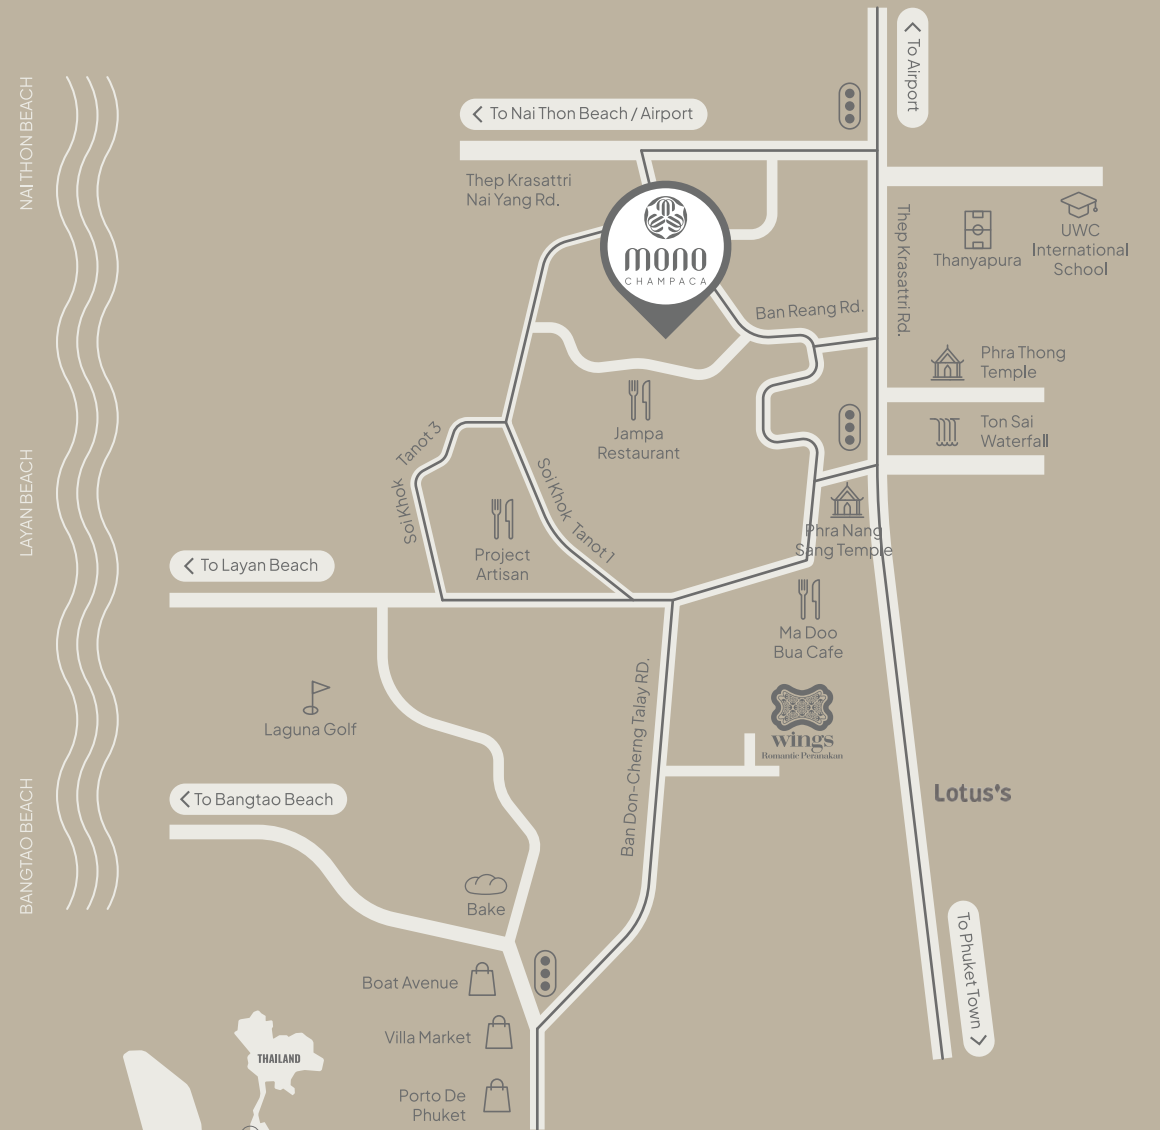 To Airport
To Nai Thon Beach / Airport
Thep Krasattri
Nai Yang Rd.
NAI THON BEACH
mono
CHAMPACA
Thep Krasattri Rd.
Thanyapura
UWC
International
School
Ban Reang Rd.
Phra Thong
Temple
Ton Sai
Waterfall
Jampa
Restaurant
Soi Khok Tanot 3
Soi Khok Tanot 1
Project
Artisan
Phra Nang
Sang Temple
LAYAN BEACH
To Layan Beach
Ma Doo
Bua Cafe
Ban Don-Cherng Talay RD.
wings
Romantic Peranakan
Laguna Golf
To Bangtao Beach
BANGTAO BEACH
Lotus's
Bake
To Phuket Town
Boat Avenue
Villa Market
THAILAND
Porto De
Phuket